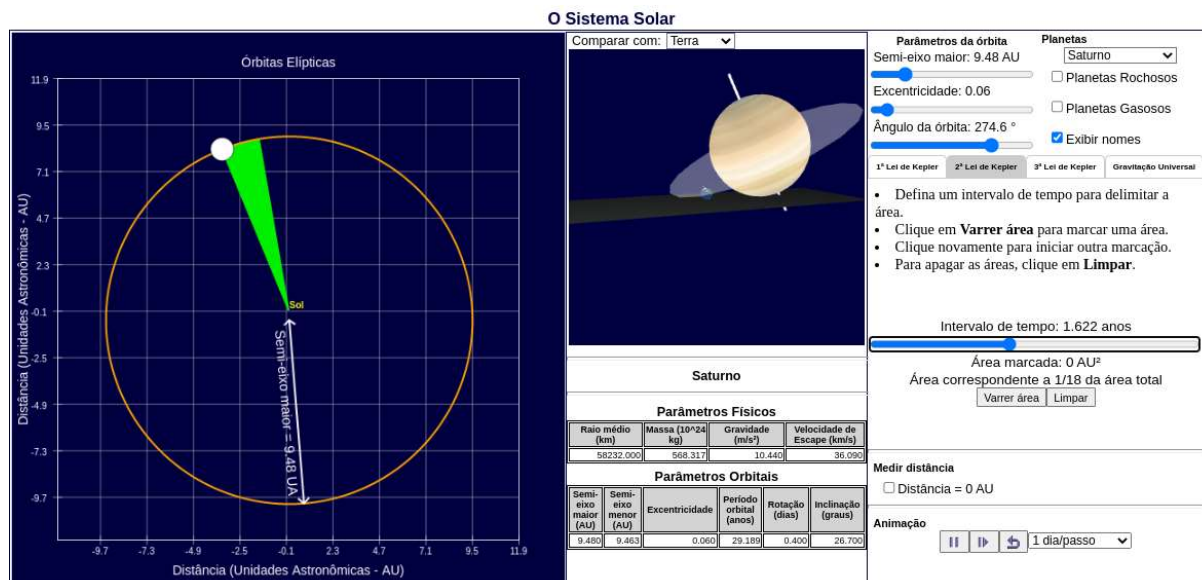 O Sistema Solar
Órbitas Elípticas
11.9
9.5
7.1
4.7
2.3
-0.1
-2.5
-4.9
-7.3
-9.7
Distância (Unidades Astronômicas - AU)
Sol
Semi-eixo maior = 9.48 UA
-9.7 -7.3 -4.9 -2.5 -0.1 2.3 4.7 7.1 9.5 11.9
Distância (Unidades Astronômicas - AU)
Comparar com: Terra
Saturno
Parâmetros Físicos
Raio médio (km) Massa (10^24 kg) Gravidade (m/s²) Velocidade de Escape (km/s)
58232.000 568.317 10.440 36.090
Parâmetros Orbitais
Semi-eixo maior (AU) Semi-eixo menor (AU) Excentricidade Período orbital (anos) Rotação (dias) Inclinação (graus)
9.480 9.463 0.060 29.189 0.400 26.700
Parâmetros da órbita
Semi-eixo maior: 9.48 AU
Excentricidade: 0.06
Ângulo da órbita: 274.6 °
Planetas
Saturno
Planetas Rochosos
Planetas Gasosos
Exibir nomes
1ª Lei de Kepler 2ª Lei de Kepler 3ª Lei de Kepler Gravitação Universal
• Defina um intervalo de tempo para delimitar a
área.
• Clique em Varrer área para marcar uma área.
• Clique novamente para iniciar outra marcação.
• Para apagar as áreas, clique em Limpar.
Intervalo de tempo: 1.622 anos
Área marcada: 0 AU²
Área correspondente a 1/18 da área total
Varrer área Limpar
Medir distância
Distância = 0 AU
Animação
1 dia/passo